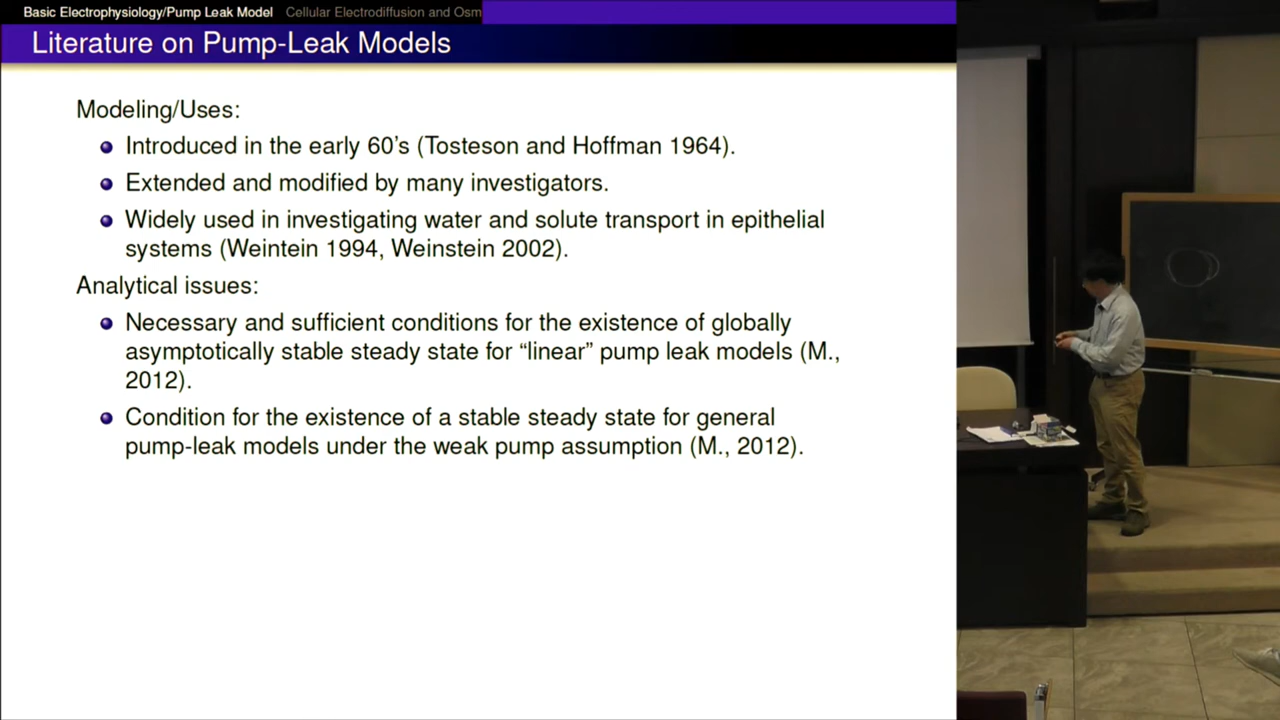 Basic Electrophysiology/Pump Leak Model Cellular Electrodiffusion and Osm
Literature on Pump-Leak Models
Modeling/Uses:
Introduced in the early 60's (Tosteson and Hoffman 1964).
Extended and modified by many investigators.
Widely used in investigating water and solute transport in epithelial
systems (Weintein 1994, Weinstein 2002).
Analytical issues:
Necessary and sufficient conditions for the existence of globally
asymptotically stable steady state for “linear” pump leak models (M.,
2012).
Condition for the existence of a stable steady state for general
pump-leak models under the weak pump assumption (M., 2012).